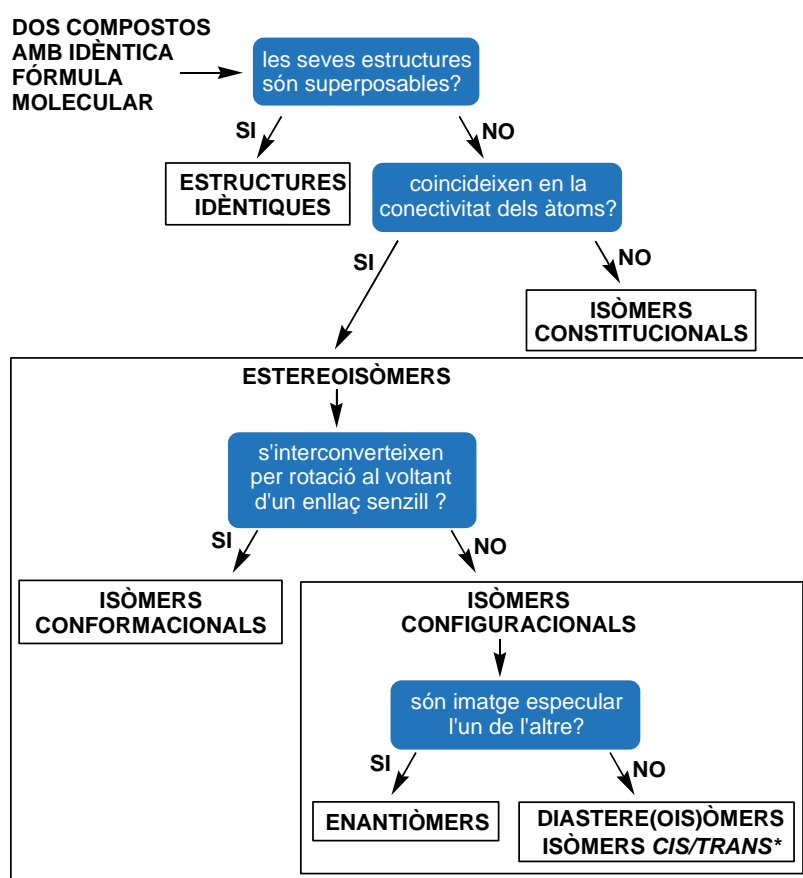 DOS COMPOSTOS
AMB IDÈNTICA
FÓRMULA
MOLECULAR
les seves estructures
són superposables?
SI
NO
ESTRUCTURES
IDÈNTIQUES
coincideixen en la
conectivitat dels àtoms?
SI
NO
ISÒMERS
CONSTITUCIONALS
ESTEREOISÒMERS
s'interconverteixen
per rotació al voltant
d'un enllaç senzill ?
SI
NO
ISÒMERS
CONFORMACIONALS
ISÒMERS
CONFIGURACIONALS
són imatge especular
l'un de l'altre?
SI
NO
ENANTIÒMERS
DIASTERE(OIS)ÒMERS
ISÒMERS CIS/TRANS*